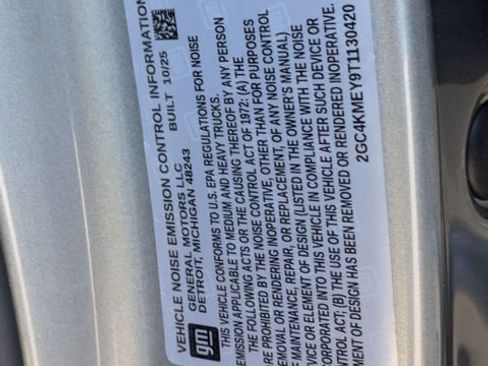 VEHICLE NOISE EMISSION CONTROL INFORMATION
GENERAL MOTORS LLC BUILT 10/25
DETROIT, MICHIGAN 48243
gm
THIS VEHICLE CONFORMS TO U.S. EPA REGULATIONS FOR NOISE
EMISSION APPLICABLE TO MEDIUM AND HEAVY TRUCKS.
THE FOLLOWING ACTS OR THE CAUSING THEREOF BY ANY PERSON
ARE PROHIBITED BY THE NOISE CONTROL ACT OF 1972: (A) THE
REMOVAL OR RENDERING INOPERATIVE, OTHER THAN FOR PURPOSES
OF MAINTENANCE, REPAIR, OR REPLACEMENT, OF ANY NOISE CONTROL
VICE OR ELEMENT OF DESIGN (LISTED IN THE OWNER'S MANUAL)
CORPORATED INTO THIS VEHICLE IN COMPLIANCE WITH THE NOISE
NTROL ACT; (B) THE USE OF THIS VEHICLE AFTER SUCH DEVICE OR
EMENT OF DESIGN HAS BEEN REMOVED OR RENDERED INOPERATIVE.
2GC4KMEY9T1130420